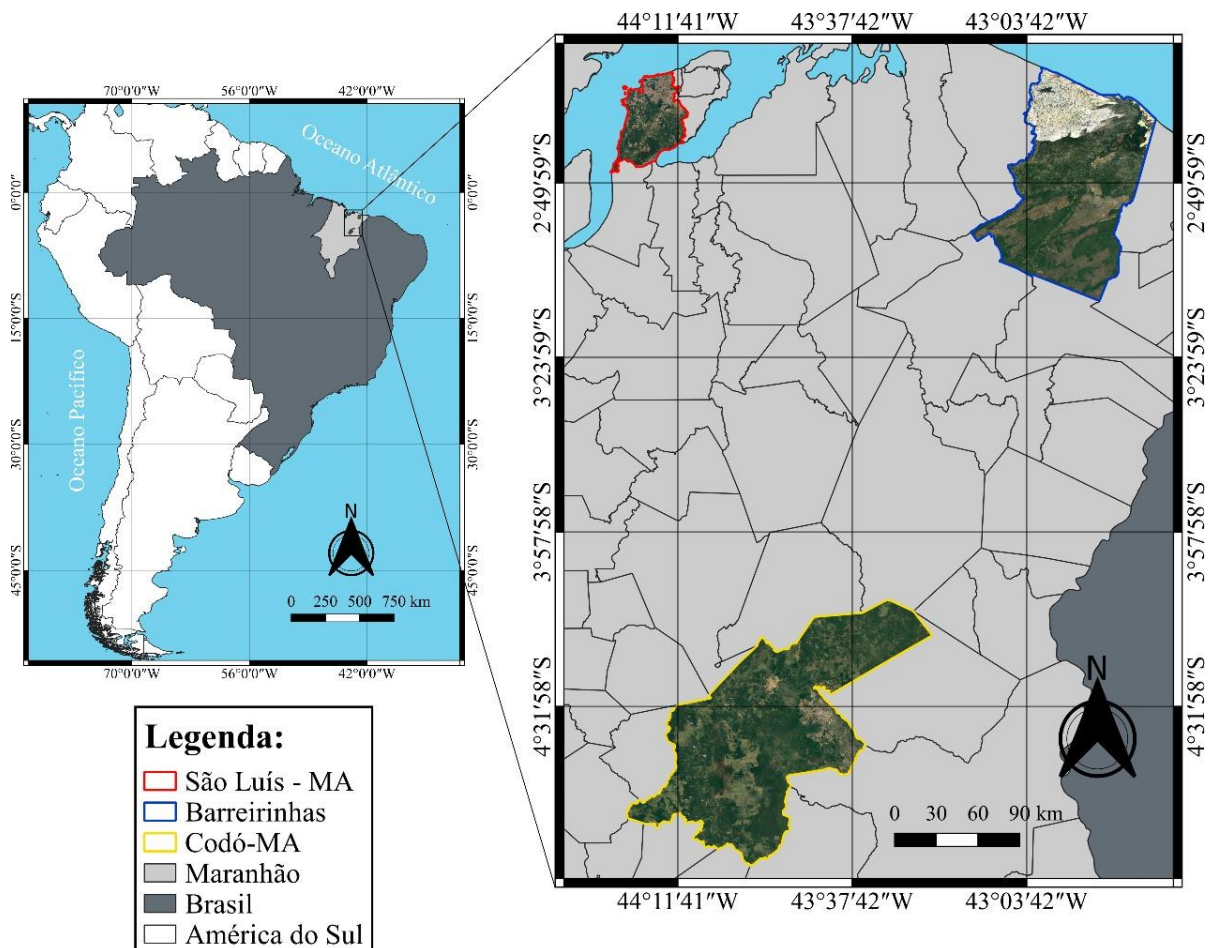 70°0'0"W 56°0'0"W 42°0'0"W
Oceano Atlântico
Oceano Pacífico
0°0'0"
15°0'0"S
30°0'0"S
45°0'0"S
0°0'0"
15°0'0"S
30°0'0"S
45°0'0"S
N
0 250 500 750 km
70°0'0"W 56°0'0"W 42°0'0"W
Legenda:
São Luís - MA
Barreirinhas
Codó-MA
Maranhão
Brasil
América do Sul
44°11′41″W 43°37′42″W 43°03′42″W
2°49′59″S
3°23′59″S
3°57′58″S
4°31′58″S
2°49′59″S
3°23′59″S
3°57′58″S
4°31′58″S
N
0 30 60 90 km
44°11′41″W 43°37′42″W 43°03′42″W